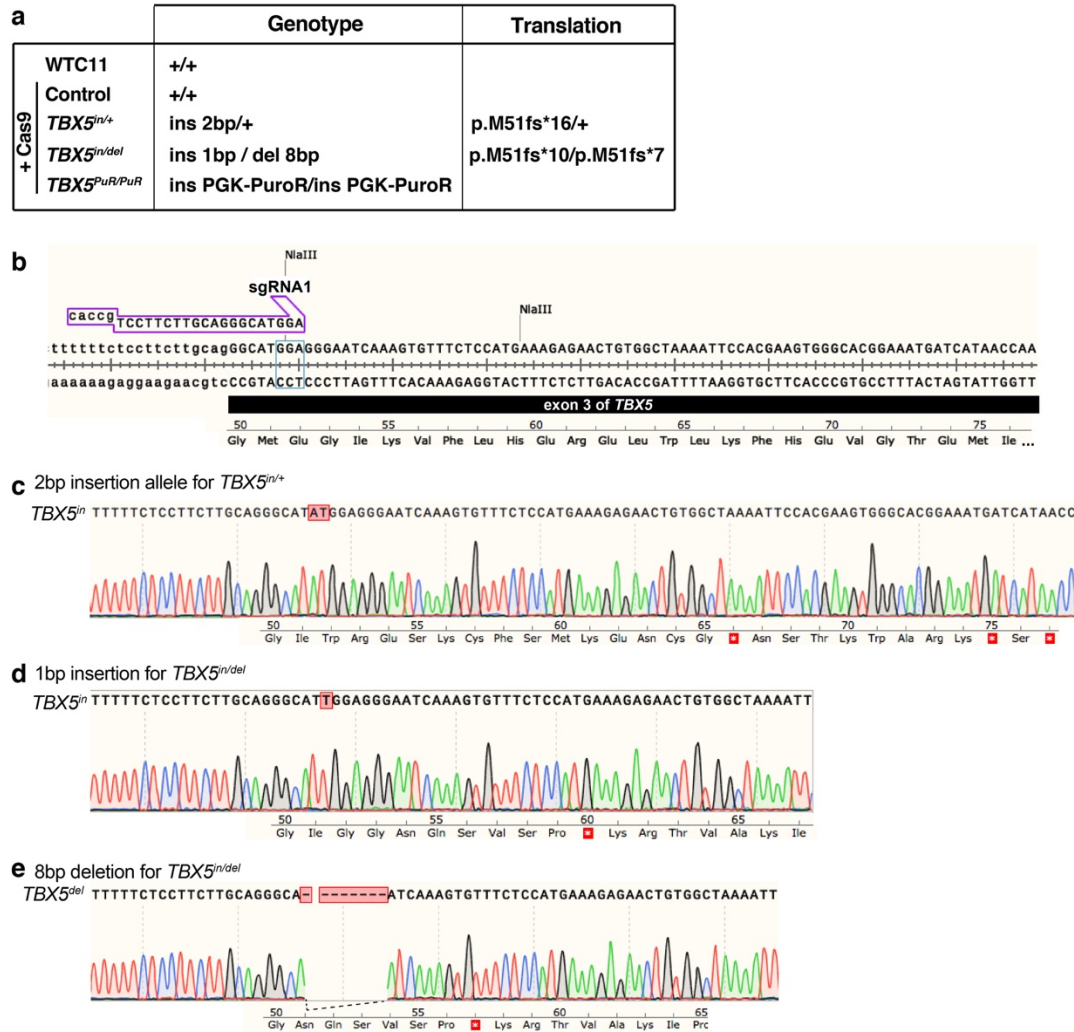 a
Genotype Translation
WTC11 +/+
+ Cas9
Control +/+
TBX5in/+ ins 2bp/+ p.M51fs*16/+
TBX5in/del ins 1bp / del 8bp p.M51fs*10/p.M51fs*7
TBX5PuR/PuR ins PGK-PuroR/ins PGK-PuroR
b
NlaIII
sgRNA1
NlaIII
caccgTCCTTCTTGCAGGGCATGGA
ttttttctccttcttgcagGGCATGGAGGGAATCAAAGTGTTTCTCCATGAAAGAGAACTGTGGCTAAAATTCCACGAAGTGGGCACGGAAATGATCATAACCAA
aaaaaagaggaagaacgtcCCGTACCTCCCTTAGTTTCACAAAGAGGTACTTTCTCTTGACACCGATTTTAAGGTGCTTCACCCGTGCCTTTACTAGTATTGGTT
exon 3 of TBX5
50 55 60 65 70 75
Gly Met Glu Gly Ile Lys Val Phe Leu His Glu Arg Glu Leu Trp Leu Lys Phe His Glu Val Gly Thr Glu Met Ile ...
c 2bp insertion allele for TBX5in/+
TBX5in TTTTTCTCCTTCTTGCAGGGCATATGGAGGGAATCAAAGTGTTTCTCCATGAAAGAGAACTGTGGCTAAAATTCCACGAAGTGGGCACGGAAATGATCATAACC
50 55 60 65 70 75
Gly Ile Trp Arg Glu Ser Lys Cys Phe Ser Met Lys Glu Asn Cys Gly * Asn Ser Thr Lys Trp Ala Arg Lys * Ser *
d 1bp insertion for TBX5in/del
TBX5in TTTTTCTCCTTCTTGCAGGGCATTGGAGGGAATCAAAGTGTTTCTCCATGAAAGAGAACTGTGGCTAAAATT
50 55 60 65
Gly Ile Gly Gly Asn Gln Ser Val Ser Pro * Lys Arg Thr Val Ala Lys Ile
e 8bp deletion for TBX5in/del
TBX5del TTTTTCTCCTTCTTGCAGGGCA- -------ATCAAAGTGTTTCTCCATGAAAGAGAACTGTGGCTAAAATT
50 55 60 65
Gly Asn Gln Ser Val Ser Pro * Lys Arg Thr Val Ala Lys Ile Pro